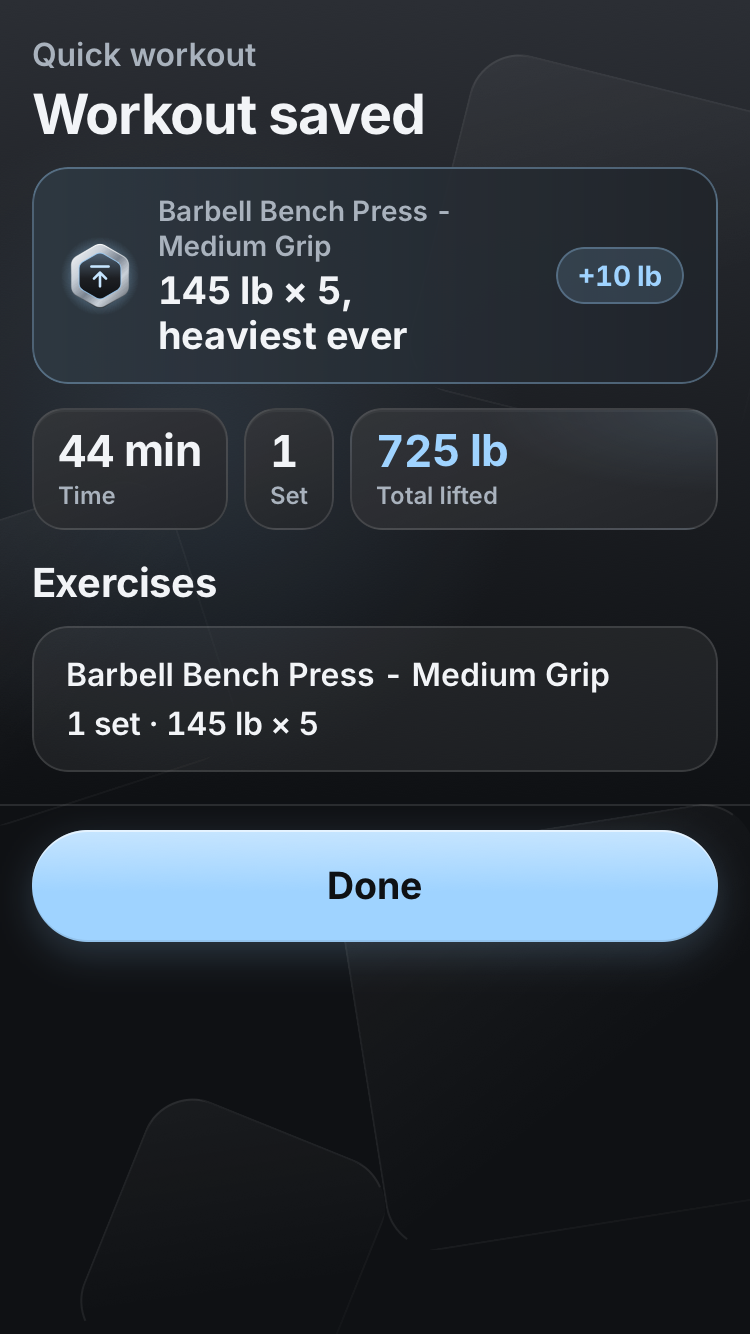 Quick workout
Workout saved
Barbell Bench Press -
Medium Grip
145 lb × 5,
heaviest ever
+10 lb
44 min
Time
1
Set
725 lb
Total lifted
Exercises
Barbell Bench Press - Medium Grip
1 set · 145 lb × 5
Done